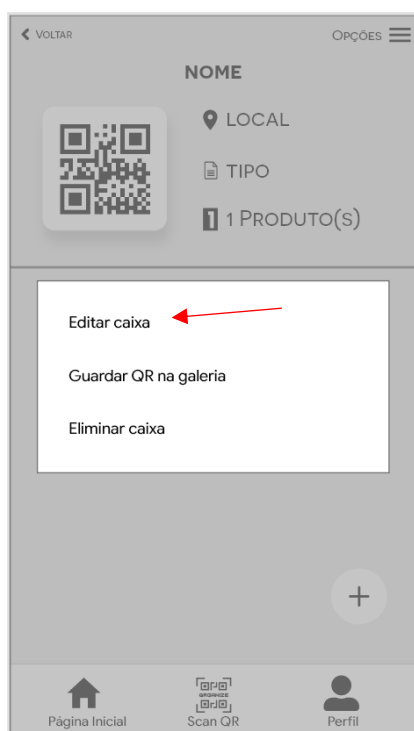 VOLTAR
OPÇÕES
NOME
LOCAL
TIPO
1 1 PRODUTO(S)
Editar caixa
Guardar QR na galeria
Eliminar caixa
+
ORGANIZE
Página Inicial
Scan QR
Perfil